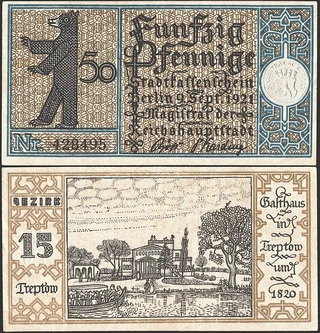 50
Fünfzig
Pfennige
Stadtkassenschein
Berlin 9. Sept. 1921
Magistrat der
Reichshauptstadt
Nr. 428495
BEZIRK
15
Treptow
Gasthaus
in
Treptow
um
1820